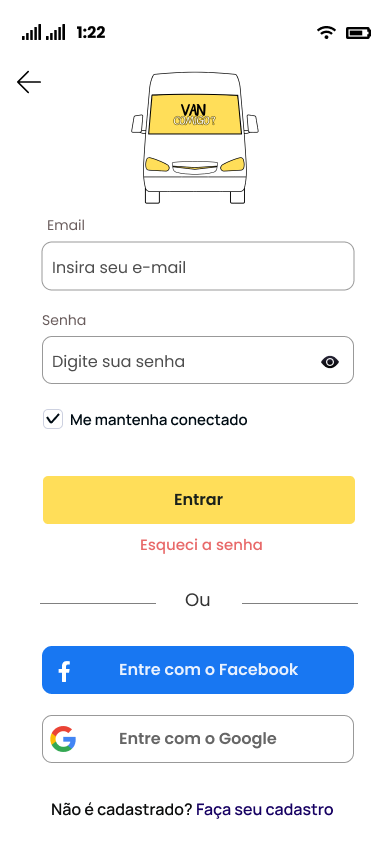 1:22
VAN
COMIGO?
Email
Insira seu e-mail
Senha
Digite sua senha
Me mantenha conectado
Entrar
Esqueci a senha
Ou
Entre com o Facebook
Entre com o Google
Não é cadastrado? Faça seu cadastro